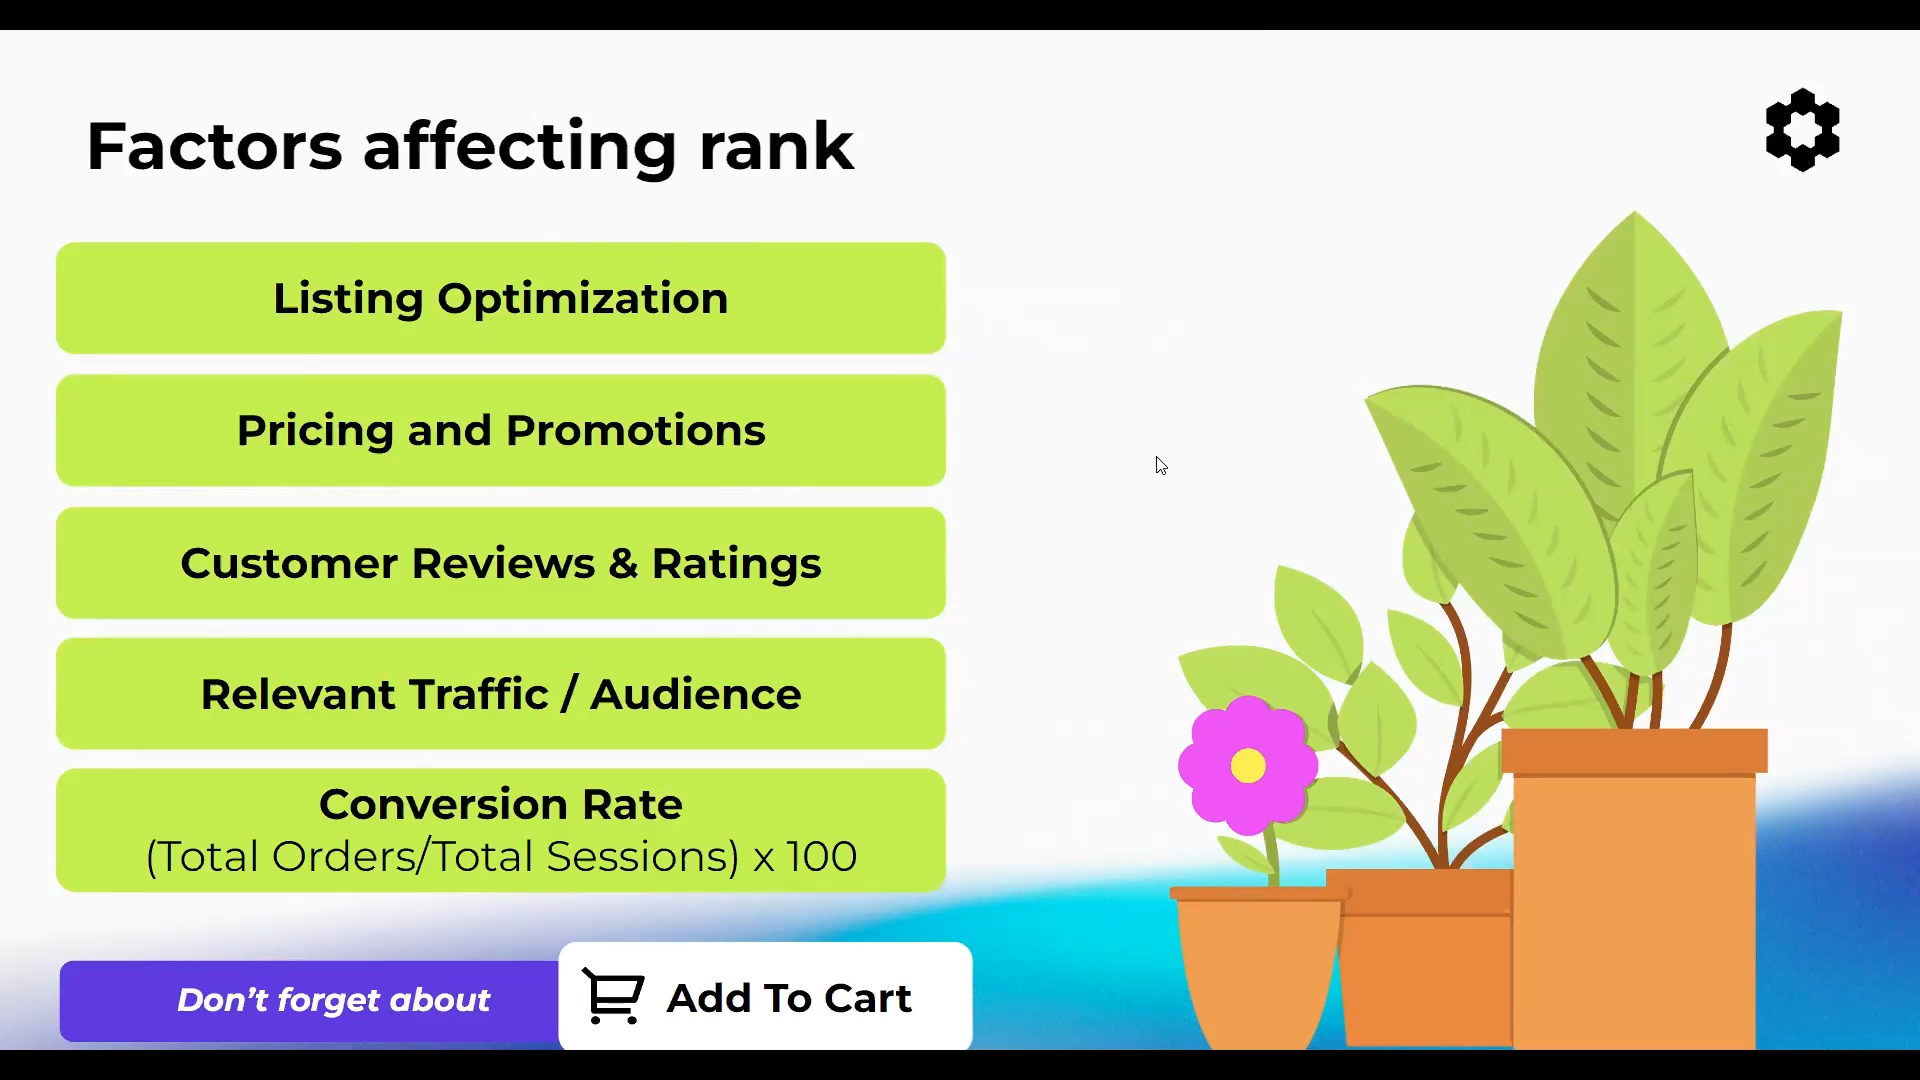 Factors affecting rank
Listing Optimization
Pricing and Promotions
Customer Reviews & Ratings
Relevant Traffic / Audience
Conversion Rate
(Total Orders/Total Sessions) x 100
Don’t forget about
Add To Cart